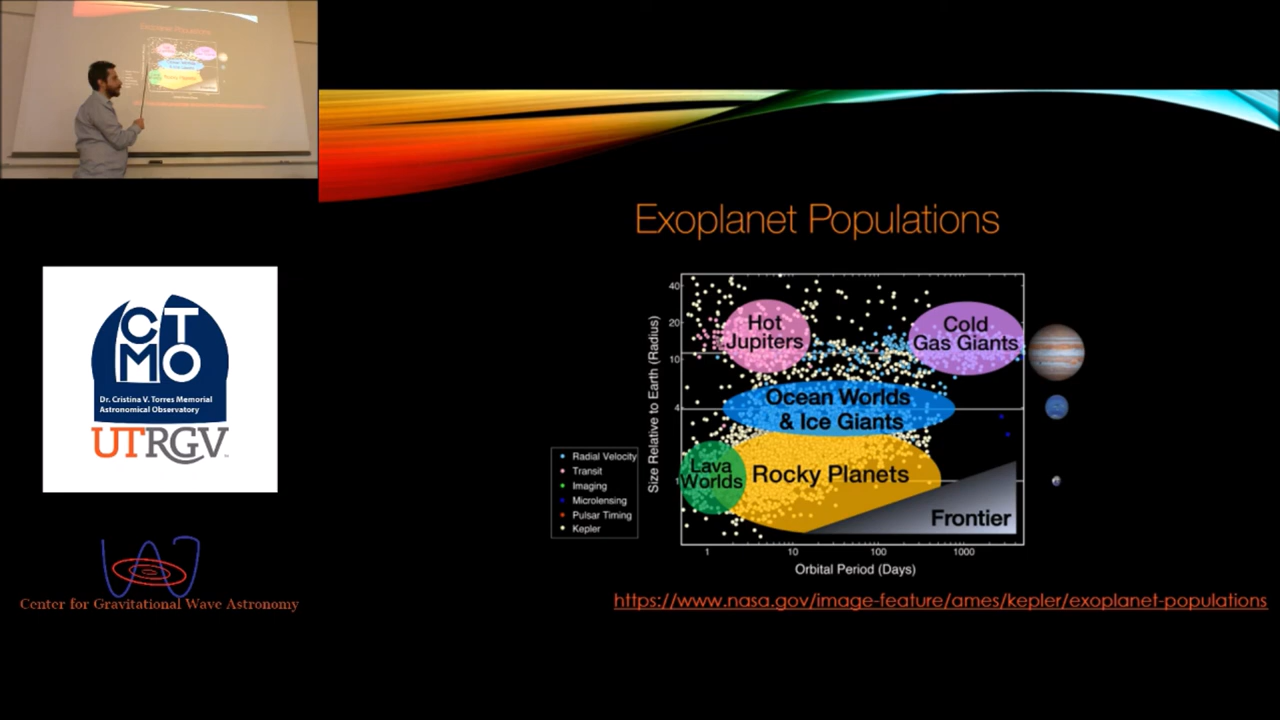 Exoplanet Populations
40
20
10
4
1
Size Relative to Earth (Radius)
Hot
Jupiters
Cold
Gas Giants
Ocean Worlds
& Ice Giants
Lava
Worlds
Rocky Planets
Frontier
1 10 100 1000
Orbital Period (Days)
Radial Velocity
Transit
Imaging
Microlensing
Pulsar Timing
Kepler
https://www.nasa.gov/image-feature/ames/kepler/exoplanet-populations
CT
MO
Dr. Cristina V. Torres Memorial
Astronomical Observatory
UTRGV
Center for Gravitational Wave Astronomy